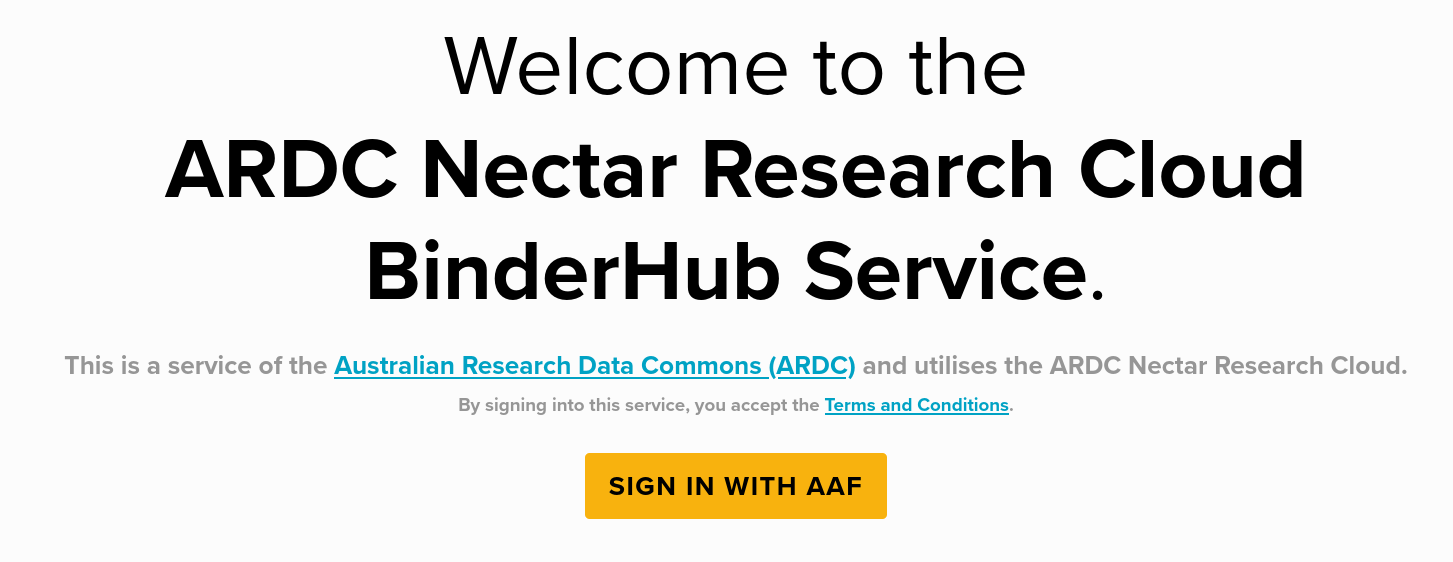 Welcome to the
ARDC Nectar Research Cloud
BinderHub Service.
This is a service of the Australian Research Data Commons (ARDC) and utilises the ARDC Nectar Research Cloud.
By signing into this service, you accept the Terms and Conditions.
SIGN IN WITH AAF